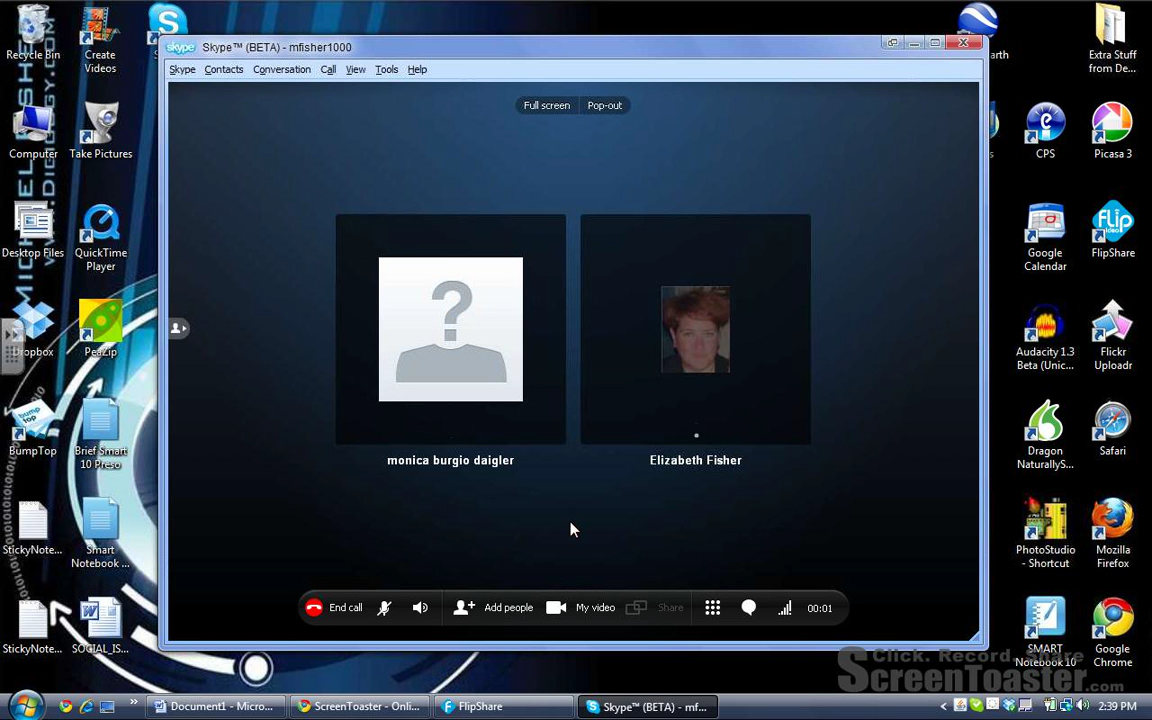 Skype™ (BETA) - mfisher1000
Skype Contacts Conversation Call View Tools Help
Full screen Pop-out
monica burgio daigler
Elizabeth Fisher
End call
Add people
My video
Share
00:01
Recycle Bin
Create
Videos
Computer
Take Pictures
Desktop Files
QuickTime
Player
Dropbox
PeaZip
BumpTop
Brief Smart
10 Preso
StickyNote...
Smart
Notebook ...
StickyNote...
SOCIAL_IS...
Extra Stuff
from De...
CPS
Picasa 3
Google
Calendar
FlipShare
Audacity 1.3
Beta (Unic...
Flickr
Uploadr
Dragon
NaturallyS...
Safari
PhotoStudio
- Shortcut
Mozilla
Firefox
SMART
Notebook 10
Google
Chrome
Click. Record. Share
ScreenToaster.com
Document1 - Micro...
ScreenToaster - Onli...
FlipShare
Skype™ (BETA) - mf...
2:39 PM